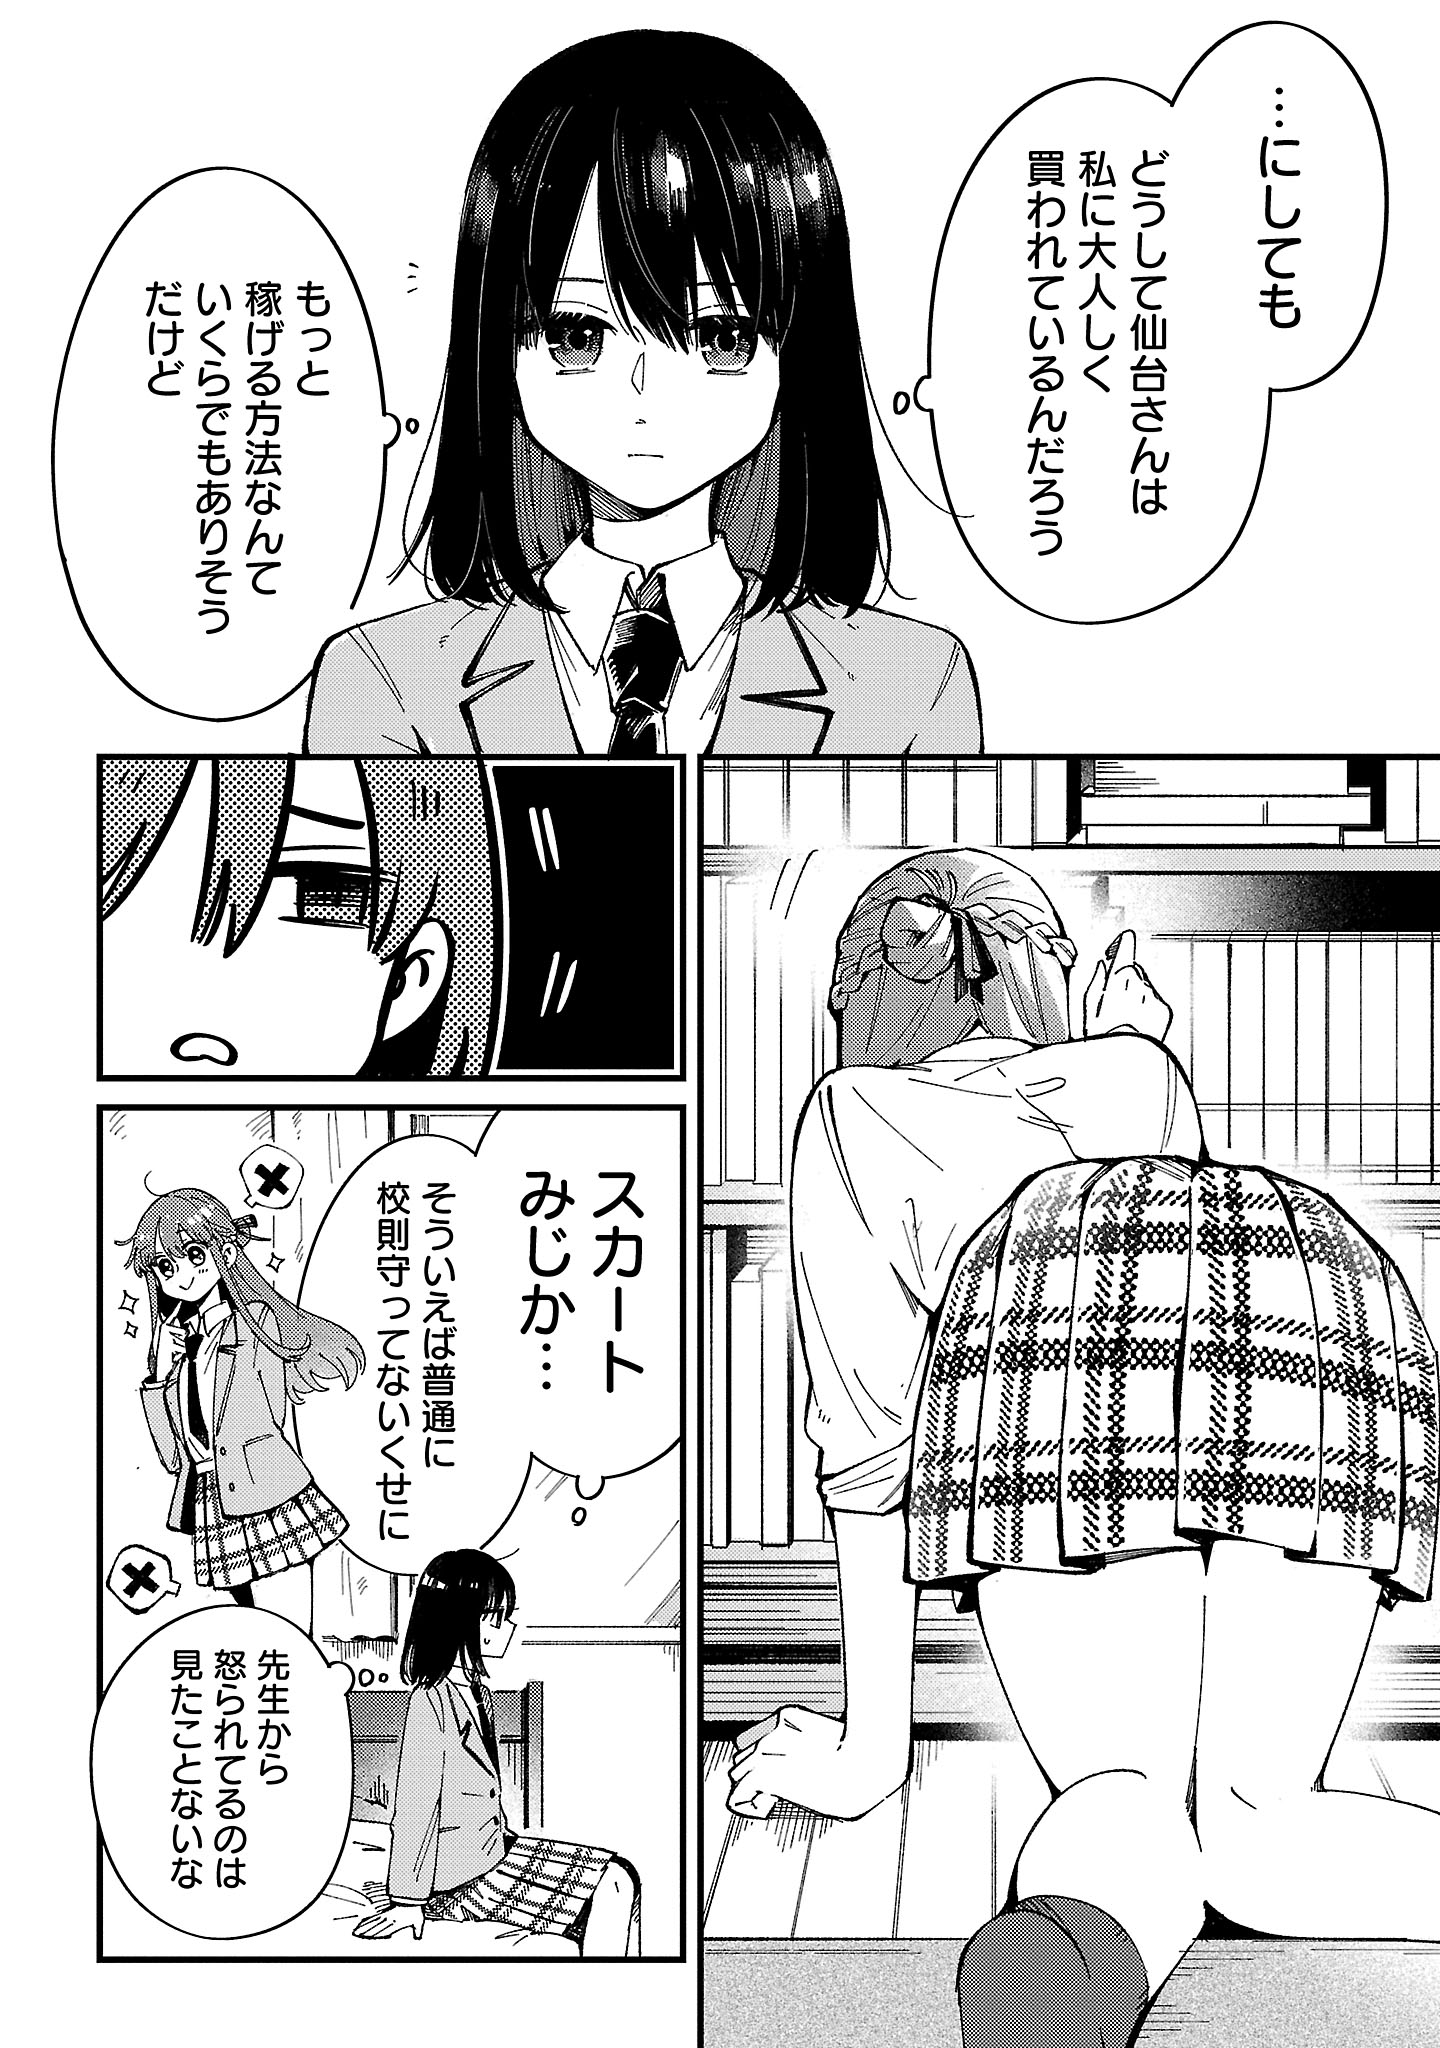 …にしても
どうして仙台さんは
私に大人しく
買われているんだろう
もっと
稼げる方法なんて
いくらでもありそう
だけど
スカート
みじか…
そういえば普通に
校則守ってないくせに
先生から
怒られてるのは
見たことないな